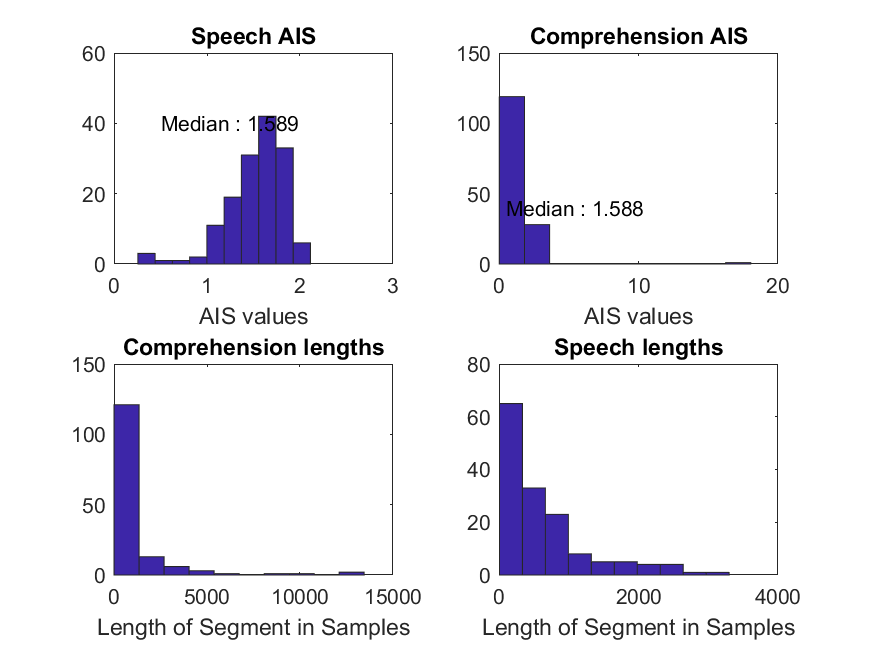 Speech AIS
60
40
20
0
Median : 1.589
0 1 2 3
AIS values
Comprehension AIS
150
100
50
0
Median : 1.588
0 10 20
AIS values
Comprehension lengths
150
100
50
0
0 5000 10000 15000
Length of Segment in Samples
Speech lengths
80
60
40
20
0
0 2000 4000
Length of Segment in Samples